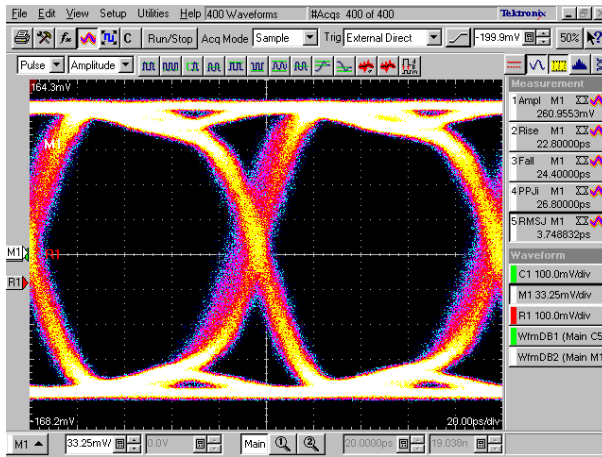 File Edit View Setup Utilities Help 400 Waveforms #Acqs 400 of 400 Tektronix
C Run/Stop Acq Mode Sample Trig External Direct -199.9mV 50%
Pulse Amplitude
164.3mV
M1
R1
M1
R1
-168.2mV 20.00ps/div
Measurement
1 Ampl M1
260.9553mV
2 Rise M1
22.80000ps
3 Fall M1
24.40000ps
4 PPJi M1
26.80000ps
5 RMSJ M1
3.748832ps
Waveform
C1 100.0mV/div
M1 33.25mV/div
R1 100.0mV/div
WfmDB1 (Main C5
WfmDB2 (Main M1
M1 33.25mV/ 0.0V Main 1 2 20.0000ps 19.038n